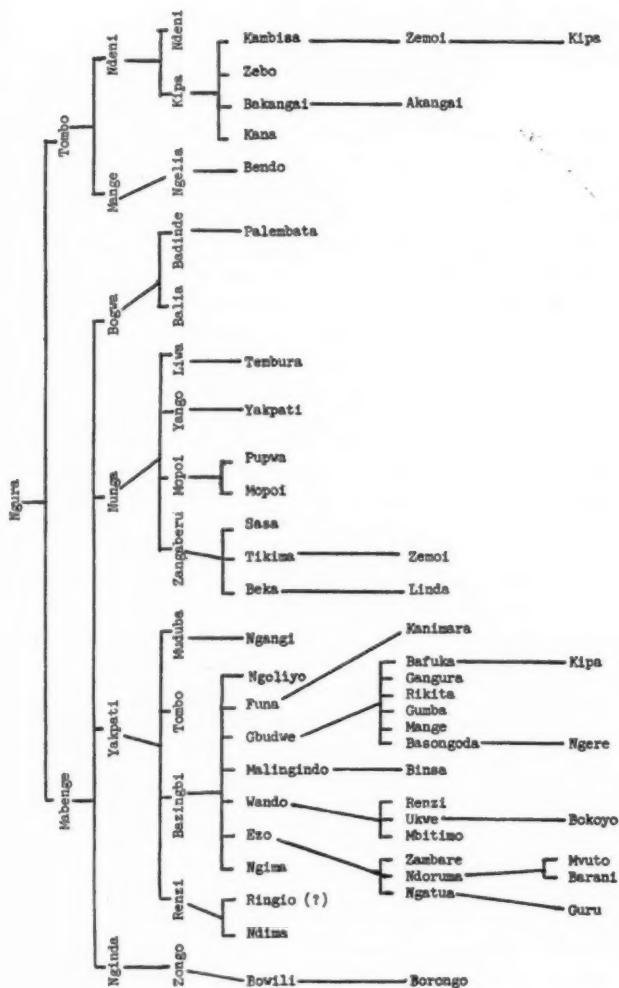 Ngura
Tombo
Mabenge
Ndeni
Mange
Bogwa
Nunga
Yakpati
Nginda
Ndeni
Kipa
Ngelia
Badinde
Balia
Liwa
Yango
Mopoi
Zangaberu
Muduba
Tombo
Bazingbi
Renzi
Zongo
Kambisa Zemoi Kipa
Zebo
Bakangai Akangai
Kana
Bendo
Palembata
Tembura
Yakpati
Pupwa
Mopoi
Sasa
Tikima Zemoi
Beka Linda
Kanimara
Ngangi
Bafuka Kipa
Ngoliyo
Gangura
Funa
Rikita
Gumba
Gbudwe
Mange
Basongoda Ngere
Malingindo Binsa
Renzi
Wando
Ukwe Bokoyo
Mbitimo
Ezo
Zambare Mvuto
Ngima
Ndoruma Barani
Ngatua
Ringio (?)
Guru
Ndima
Bowili Borongo